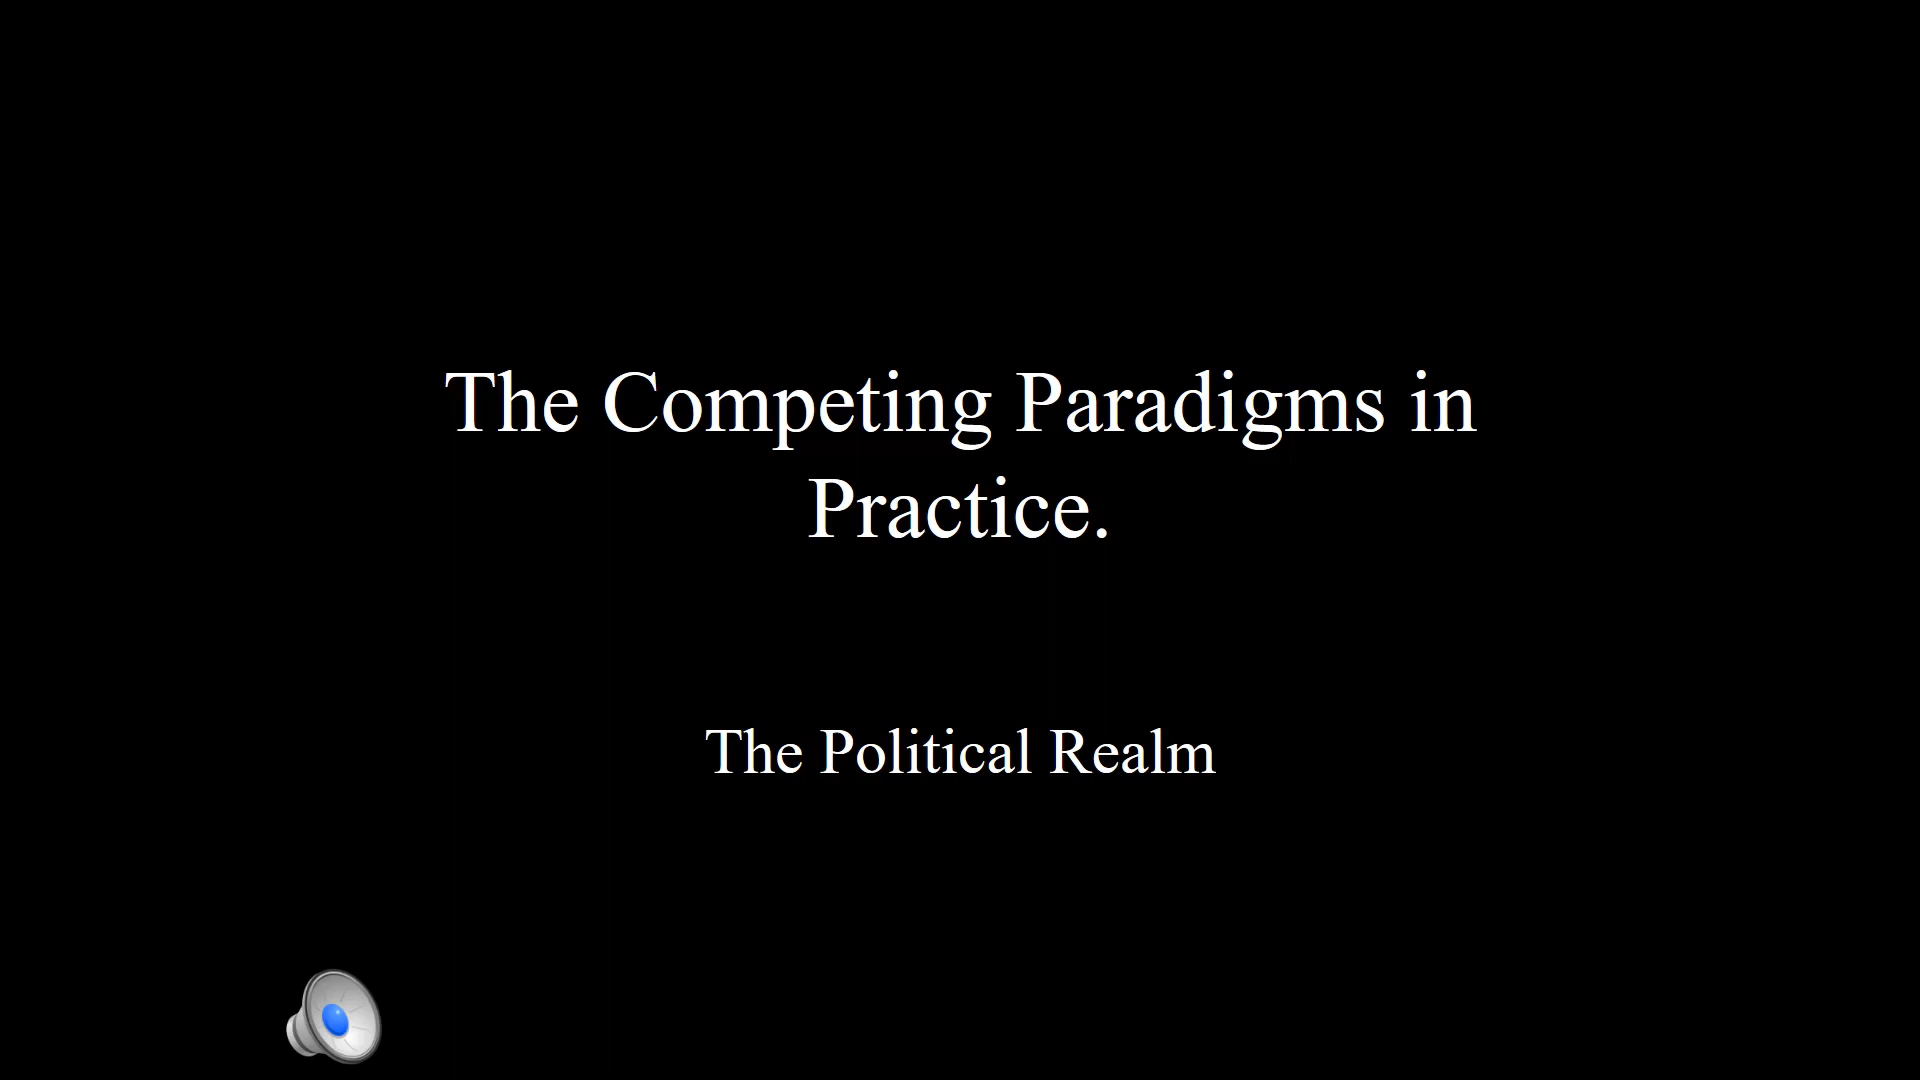 The Competing Paradigms in
Practice.
The Political Realm